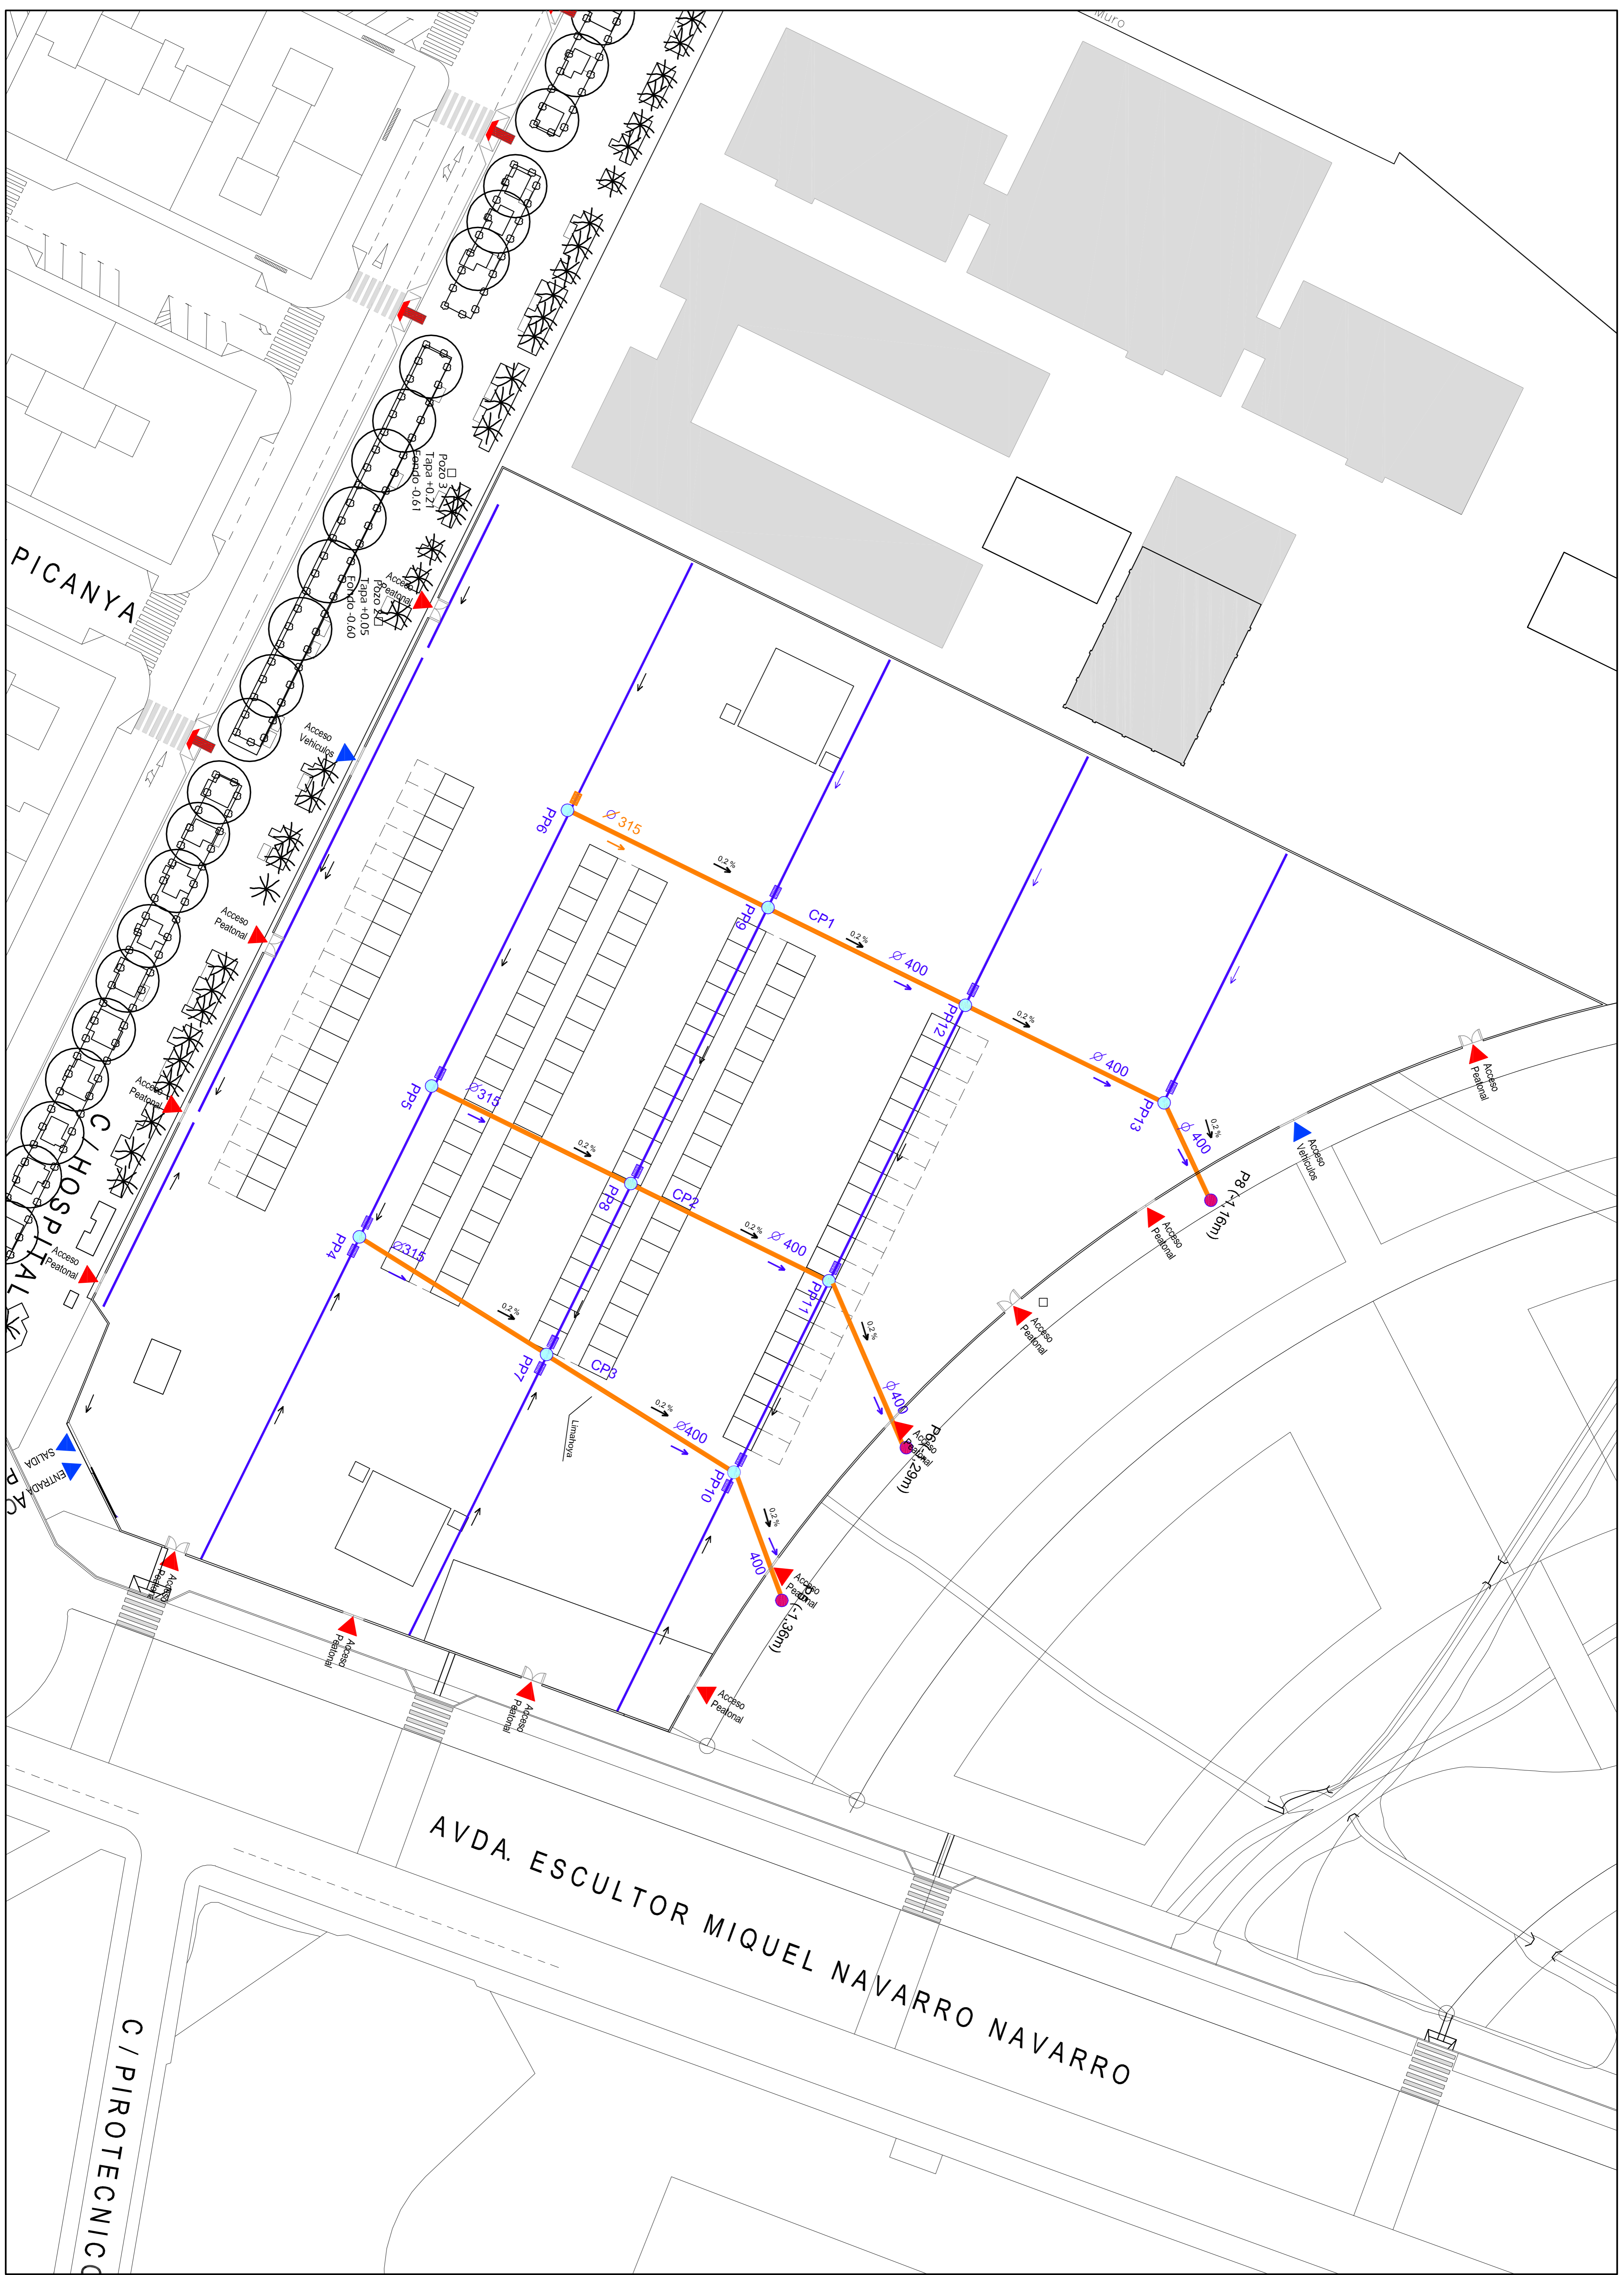 Muro
Pozo 3
Tapa +0.21
Fondo -0.61
PICANYA
Acceso
Peatonal
Pozo 2
Tapa +0.05
Fondo -0.60
Acceso
Vehiculos
PP6
Ø 315
0.2 %
PP9
CP1
0.2 %
Ø 400
Acceso
Peatonal
PP12
0.2 %
Ø 400
Acceso
Peatonal
PP13
0.2 %
Ø 400
Acceso
Vehiculos
P8 (-1,16m)
Acceso
Peatonal
C/HOSPITAL
Acceso
Peatonal
PP5
Ø315
0.2 %
PP8
CP2
0.2 %
Ø 400
PP11
0.2 %
Ø400
Acceso
Peatonal
Acceso
Peatonal
Acceso
Peatonal
PP4
Ø315
0.2 %
PP7
CP3
Limahoya
0.2 %
Ø400
PP10
0.2 %
400
Acceso
Peatonal
(-1,36m)
SALIDA
ENTRADA
Acceso
Acceso
Peatonal
Acceso
Peatonal
Acceso
Peatonal
AVDA. ESCULTOR MIQUEL NAVARRO NAVARRO
C/PIROTECNICO